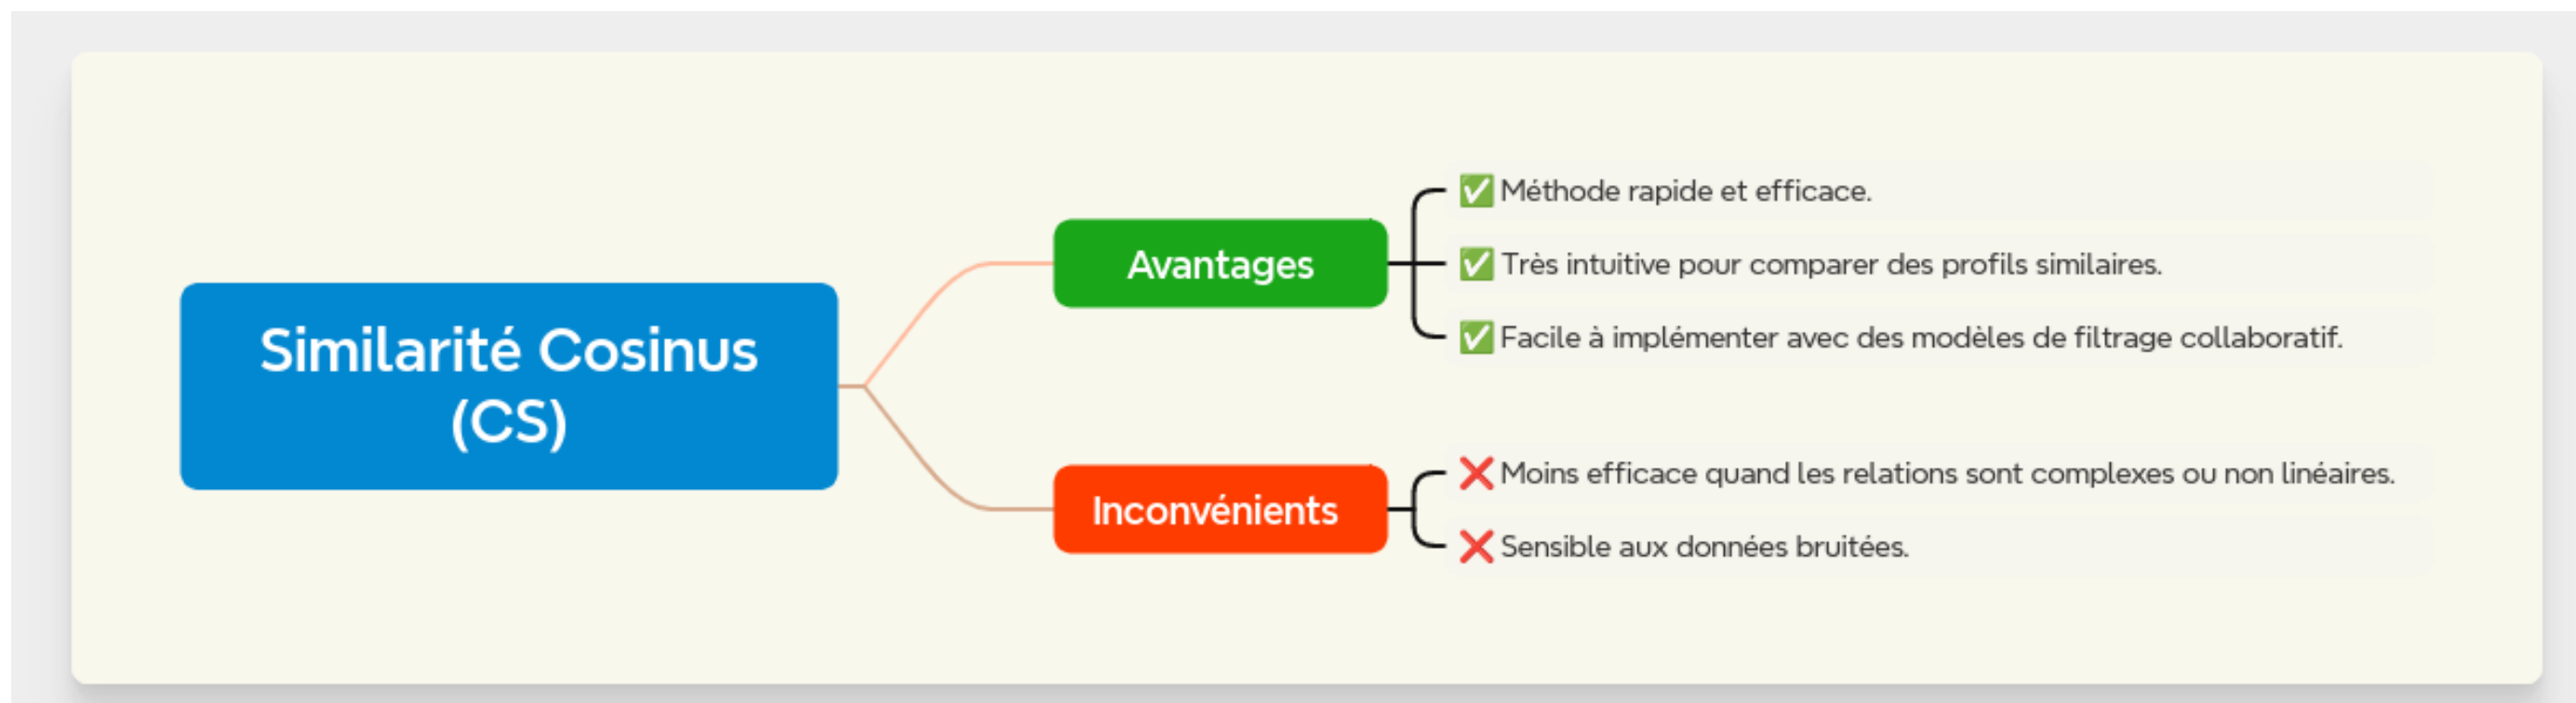 Similarité Cosinus
(CS)
Avantages
✅ Méthode rapide et efficace.
✅ Très intuitive pour comparer des profils similaires.
✅ Facile à implémenter avec des modèles de filtrage collaboratif.
Inconvénients
❌ Moins efficace quand les relations sont complexes ou non linéaires.
❌ Sensible aux données bruitées.